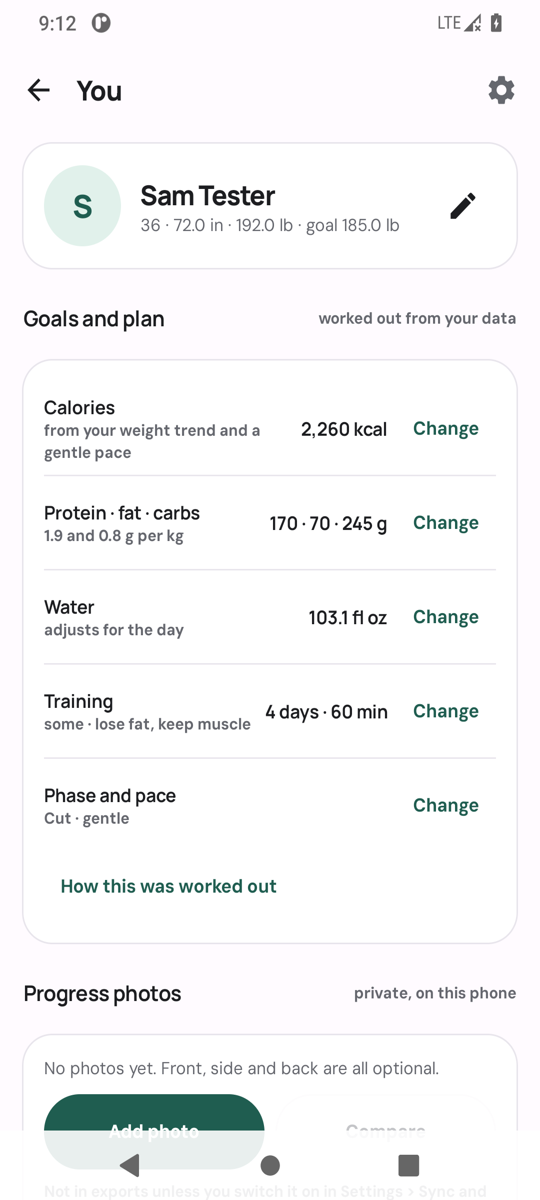 9:12
LTE
You
S
Sam Tester
36 · 72.0 in · 192.0 lb · goal 185.0 lb
Goals and plan
worked out from your data
Calories
from your weight trend and a
gentle pace
2,260 kcal
Change
Protein · fat · carbs
1.9 and 0.8 g per kg
170 · 70 · 245 g
Change
Water
adjusts for the day
103.1 fl oz
Change
Training
some · lose fat, keep muscle
4 days · 60 min
Change
Phase and pace
Cut · gentle
Change
How this was worked out
Progress photos
private, on this phone
No photos yet. Front, side and back are all optional.
Add photo
Compare
Not in exports unless you switch it on in Settings › Sync and